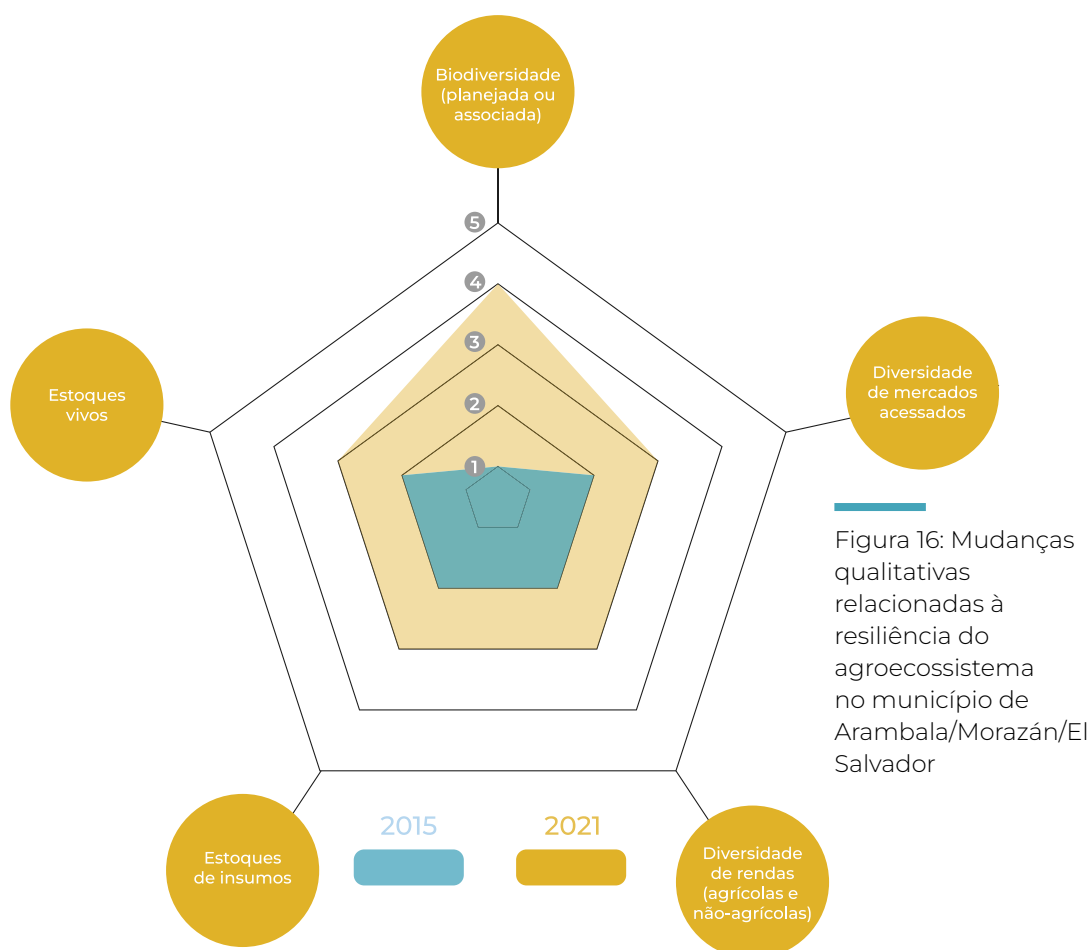 Biodiversidade
(planejada ou
associada)
5
4
3
2
1
Estoques
vivos
Diversidade
de mercados
acessados
Figura 16: Mudanças
qualitativas
relacionadas à
resiliência do
agroecossistema
no município de
Arambala/Morazán/El
Salvador
Estoques
de insumos
2015
2021
Diversidade
de rendas
(agrícolas e
não-agrícolas)